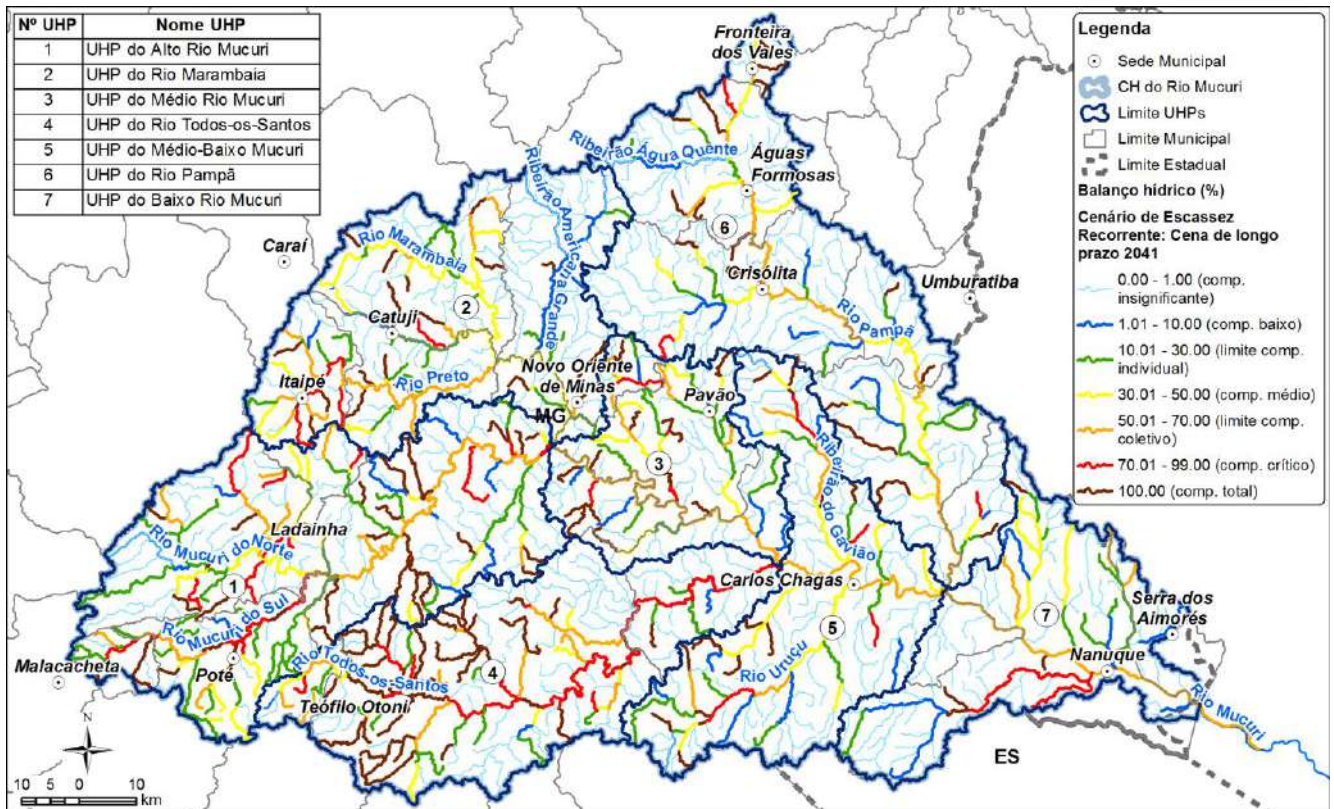 Nº UHP Nome UHP
1 UHP do Alto Rio Mucuri
2 UHP do Rio Marambaia
3 UHP do Médio Rio Mucuri
4 UHP do Rio Todos-os-Santos
5 UHP do Médio-Baixo Mucuri
6 UHP do Rio Pampã
7 UHP do Baixo Rio Mucuri
Fronteira
dos Vales
Ribeirão Água Quente
Águas
Formosas
Ribeirão Americana Grande
6
Caraí
Rio Marambaia
Crisólita
Umburatiba
2
Catuji
Rio Pampã
Novo Oriente
de Minas
Itaipé
Rio Preto
MG
Pavão
3
Ribeirão do Gavião
Ladainha
Rio Mucuri do Norte
1
Carlos Chagas
Rio Mucuri do Sul
5
7
Serra dos
Aimorés
Malacacheta
Poté
Rio Todos-os-Santos
4
Rio Uruçu
Nanuque
Teófilo Otoni
Rio Mucuri
ES
N
10 5 0 10
km
Legenda
Sede Municipal
CH do Rio Mucuri
Limite UHPs
Limite Municipal
Limite Estadual
Balanço hídrico (%)
Cenário de Escassez
Recorrente: Cena de longo
prazo 2041
0.00 - 1.00 (comp.
insignificante)
1.01 - 10.00 (comp. baixo)
10.01 - 30.00 (limite comp.
individual)
30.01 - 50.00 (comp. médio)
50.01 - 70.00 (limite comp.
coletivo)
70.01 - 99.00 (comp. crítico)
100.00 (comp. total)